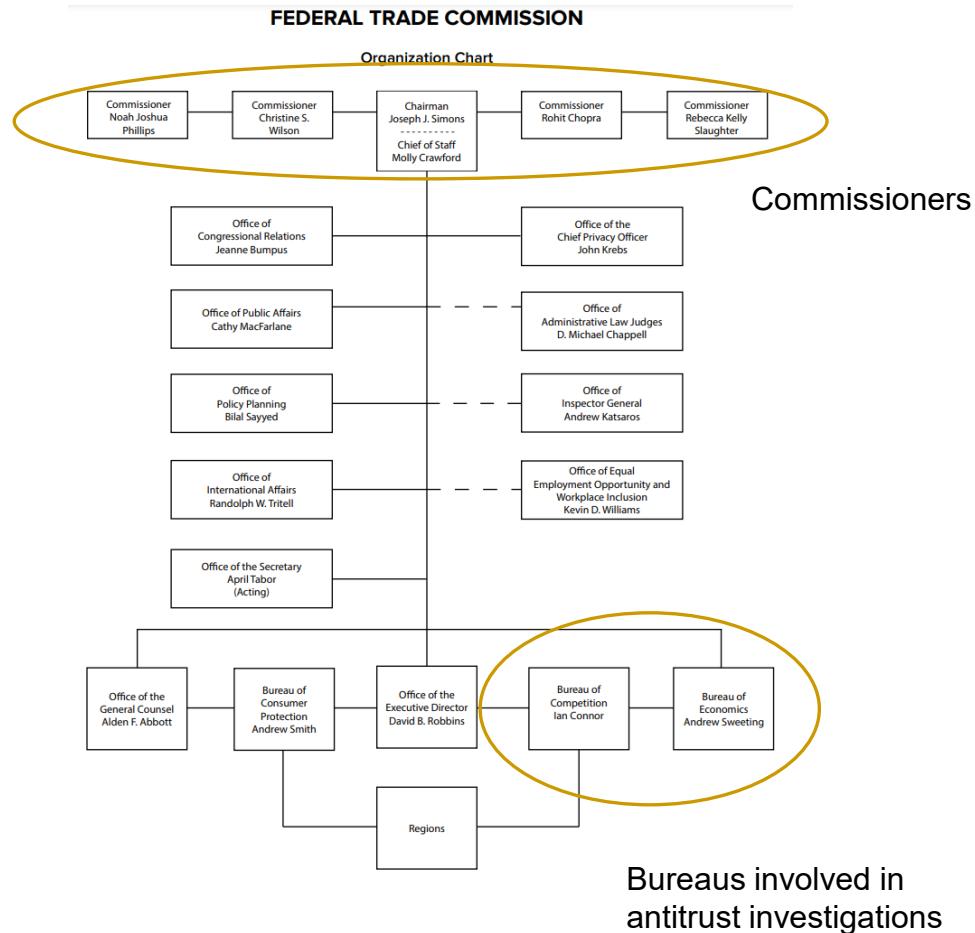 FEDERAL TRADE COMMISSION
Organization Chart
Commissioner
Noah Joshua
Phillips
Commissioner
Christine S.
Wilson
Chairman
Joseph J. Simons
----------
Chief of Staff
Molly Crawford
Commissioner
Rohit Chopra
Commissioner
Rebecca Kelly
Slaughter
Commissioners
Office of
Congressional Relations
Jeanne Bumpus
Office of the
Chief Privacy Officer
John Krebs
Office of Public Affairs
Cathy MacFarlane
Office of
Administrative Law Judges
D. Michael Chappell
Office of
Policy Planning
Bilal Sayyed
Office of
Inspector General
Andrew Katsaros
Office of
International Affairs
Randolph W. Tritell
Office of Equal
Employment Opportunity and
Workplace Inclusion
Kevin D. Williams
Office of the Secretary
April Tabor
(Acting)
Office of the
General Counsel
Alden F. Abbott
Bureau of
Consumer
Protection
Andrew Smith
Office of the
Executive Director
David B. Robbins
Bureau of
Competition
Ian Connor
Bureau of
Economics
Andrew Sweeting
Regions
Bureaus involved in
antitrust investigations